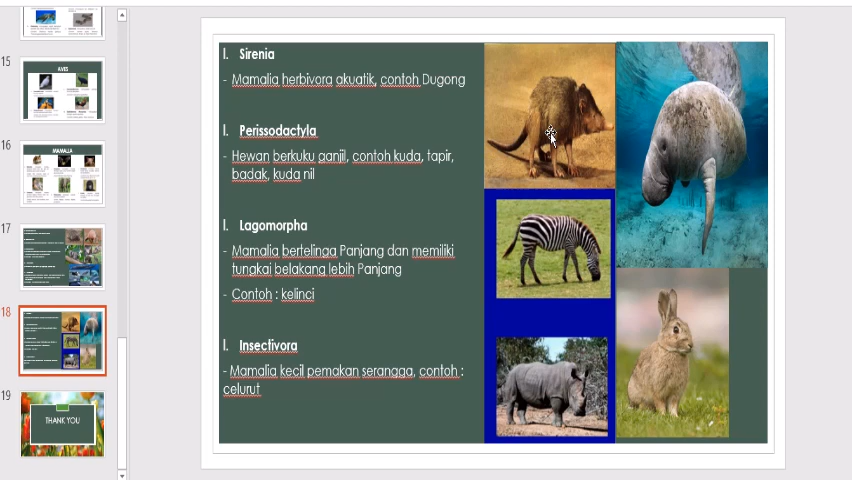 15
AVES
16
MAMALIA
17
18
19
THANK YOU
l. Sirenia
- Mamalia herbivora akuatik, contoh Dugong
l. Perissodactyla
- Hewan berkuku ganjil, contoh kuda, tapir,
badak, kuda nil
l. Lagomorpha
- Mamalia bertelinga Panjang dan memiliki
tungkai belakang lebih Panjang
- Contoh : kelinci
l. Insectivora
- Mamalia kecil pemakan serangga, contoh :
celurut